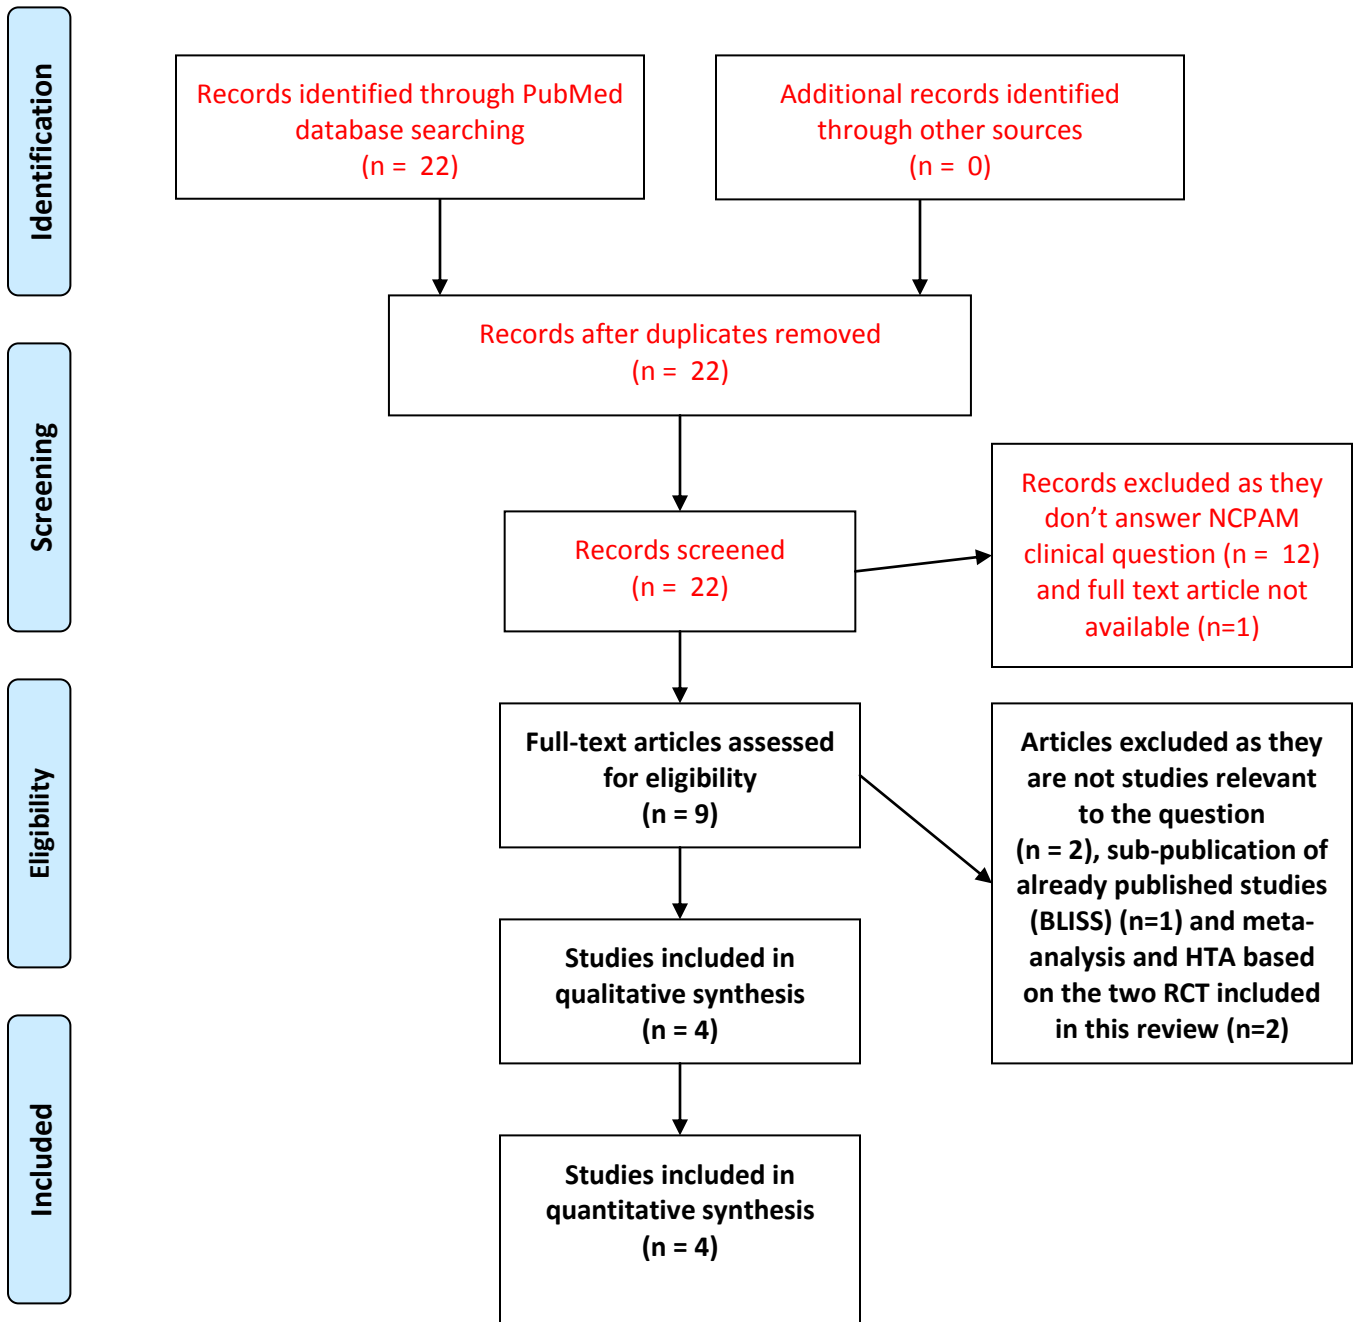 Identification
Records identified through PubMed
database searching
(n =  22)
Additional records identified
through other sources
(n =  0)
Records after duplicates removed
(n =  22)
Screening
Records screened
(n =  22)
Records excluded as they
don’t answer NCPAM
clinical question (n =  12)
and full text article not
available (n=1)
Eligibility
Full-text articles assessed
for eligibility
(n = 9)
Articles excluded as they
are not studies relevant
to the question
(n = 2), sub-publication of
already published studies
(BLISS) (n=1) and meta-
analysis and HTA based
on the two RCT included
in this review (n=2)
Studies included in
qualitative synthesis
(n = 4)
Included
Studies included in
quantitative synthesis
(n = 4)